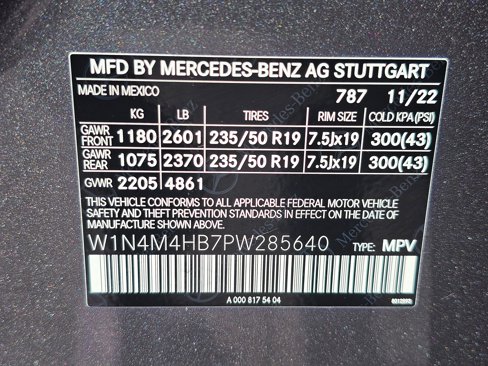 MFD BY MERCEDES-BENZ AG STUTTGART
MADE IN MEXICO 787 11/22
KG LB TIRES RIM SIZE COLD KPA (PSI)
GAWR FRONT 1180 2601 235/50 R19 7.5Jx19 300(43)
GAWR REAR 1075 2370 235/50 R19 7.5Jx19 300(43)
GVWR 2205 4861
THIS VEHICLE CONFORMS TO ALL APPLICABLE FEDERAL MOTOR VEHICLE
SAFETY AND THEFT PREVENTION STANDARDS IN EFFECT ON THE DATE OF
MANUFACTURE SHOWN ABOVE.
W1N4M4HB7PW285640 TYPE: MPV
A 000 817 54 04